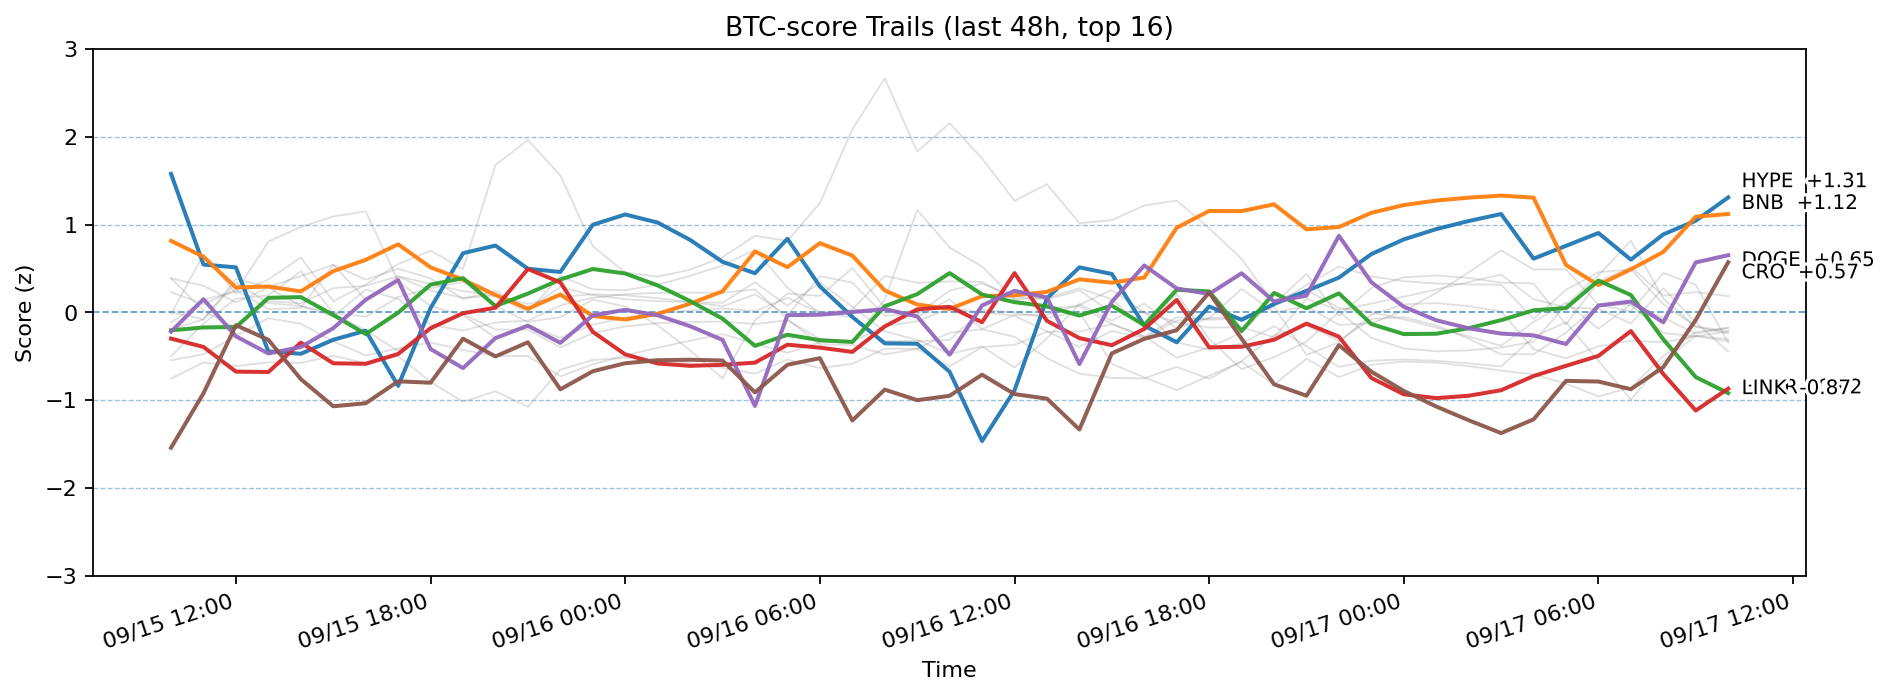 BTC-score Trails (last 48h, top 16)
3
2
1
0
−1
−2
−3
Score (z)
HYPE +1.31
BNB +1.12
DOGE +0.65
CRO +0.57
09/15 12:00
09/15 18:00
09/16 00:00
09/16 06:00
09/16 12:00
09/16 18:00
09/17 00:00
09/17 06:00
09/17 12:00
Time